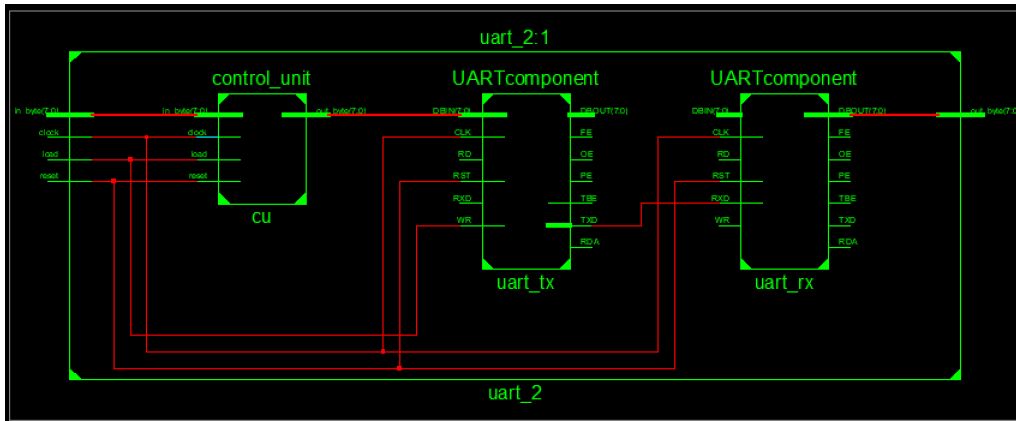 uart_2:1
control_unit
UARTcomponent
UARTcomponent
in_byte(7:0)
in_byte(7:0)
out_byte(7:0)
DBIN(7:0)
DBOUT(7:0)
DBIN(7:0)
DBOUT(7:0)
out_byte(7:0)
clock
clock
CLK
FE
CLK
FE
load
load
RD
OE
RD
OE
reset
reset
RST
PE
RST
PE
RXD
TBE
RXD
TBE
cu
WR
TXD
WR
TXD
RDA
RDA
uart_tx
uart_rx
uart_2